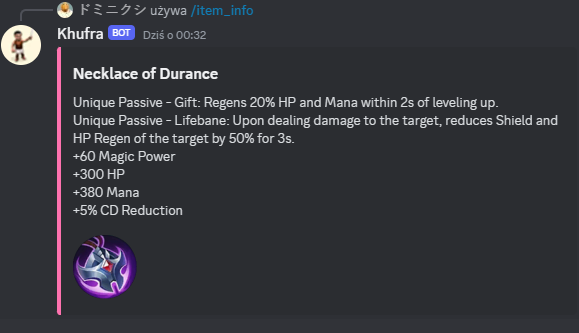 ドミニクシ używa /item_info
Khufra BOT Dziś o 00:32
Necklace of Durance
Unique Passive - Gift: Regens 20% HP and Mana within 2s of leveling up.
Unique Passive - Lifebane: Upon dealing damage to the target, reduces Shield and
HP Regen of the target by 50% for 3s.
+60 Magic Power
+300 HP
+380 Mana
+5% CD Reduction